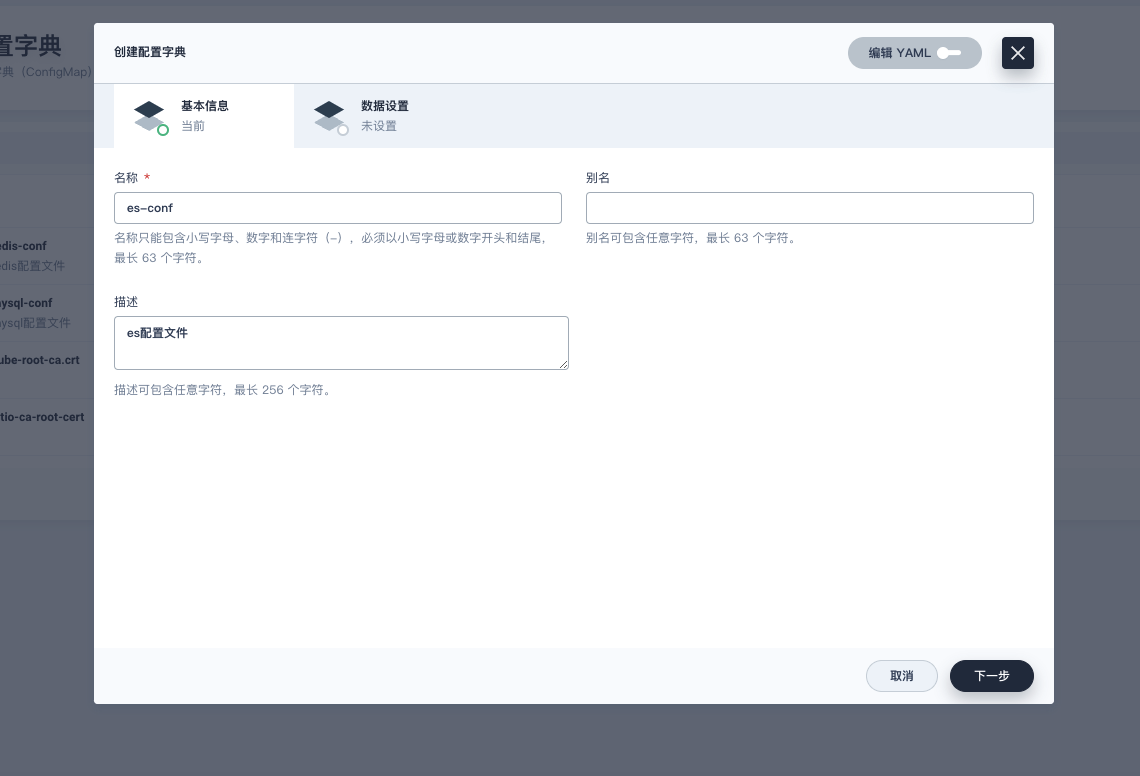 置字典
字典（ConfigMap）
创建配置字典
编辑 YAML
基本信息
当前
数据设置
未设置
名称 *
别名
es-conf
名称只能包含小写字母、数字和连字符（-），必须以小写字母或数字开头和结尾，
最长 63 个字符。
别名可包含任意字符，最长 63 个字符。
描述
es配置文件
描述可包含任意字符，最长 256 个字符。
edis-conf
edis配置文件
ysql-conf
ysql配置文件
ube-root-ca.crt
tio-ca-root-cert
取消
下一步